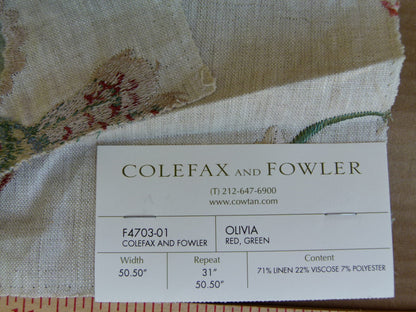 COLEFAX AND FOWLER
(T) 212-647-6900
www.cowtan.com
F4703-01
COLEFAX AND FOWLER
OLIVIA
RED, GREEN
Width
50.50"
Repeat
31"
50.50"
Content
71% LINEN 22% VISCOSE 7% POLYESTER